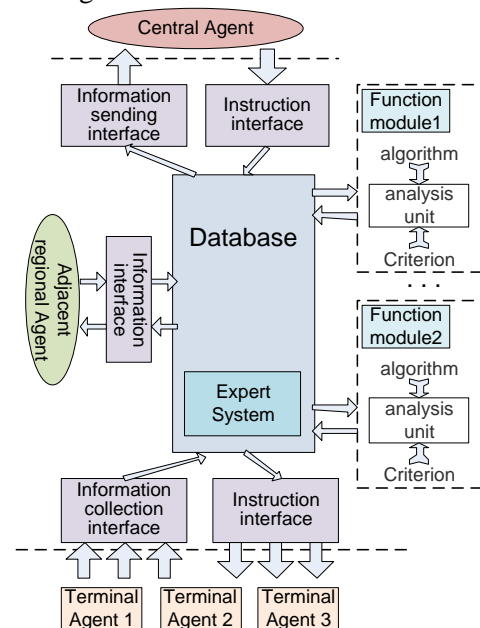 Central Agent
Information
sending
interface
Instruction
interface
Function
module1
algorithm
analysis
unit
Criterion
Database
Adjacent
regional Agent
Information
interface
. . .
Function
module2
algorithm
analysis
unit
Criterion
Expert
System
Information
collection
interface
Instruction
interface
Terminal
Agent 1
Terminal
Agent 2
Terminal
Agent 3